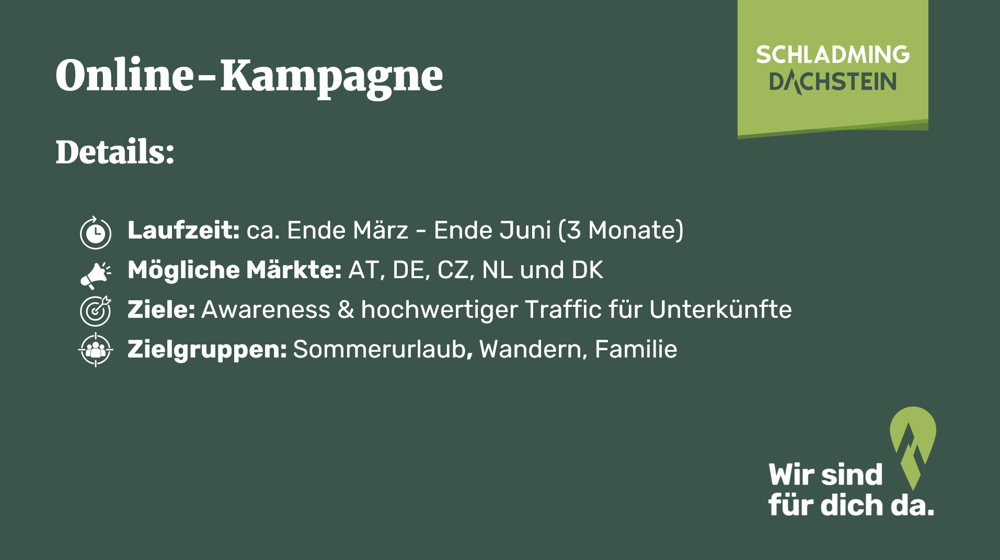 Online-Kampagne
SCHLADMING
DACHSTEIN
Details:
Laufzeit: ca. Ende März - Ende Juni (3 Monate)
Mögliche Märkte: AT, DE, CZ, NL und DK
Ziele: Awareness & hochwertiger Traffic für Unterkünfte
Zielgruppen: Sommerurlaub, Wandern, Familie
Wir sind
für dich da.